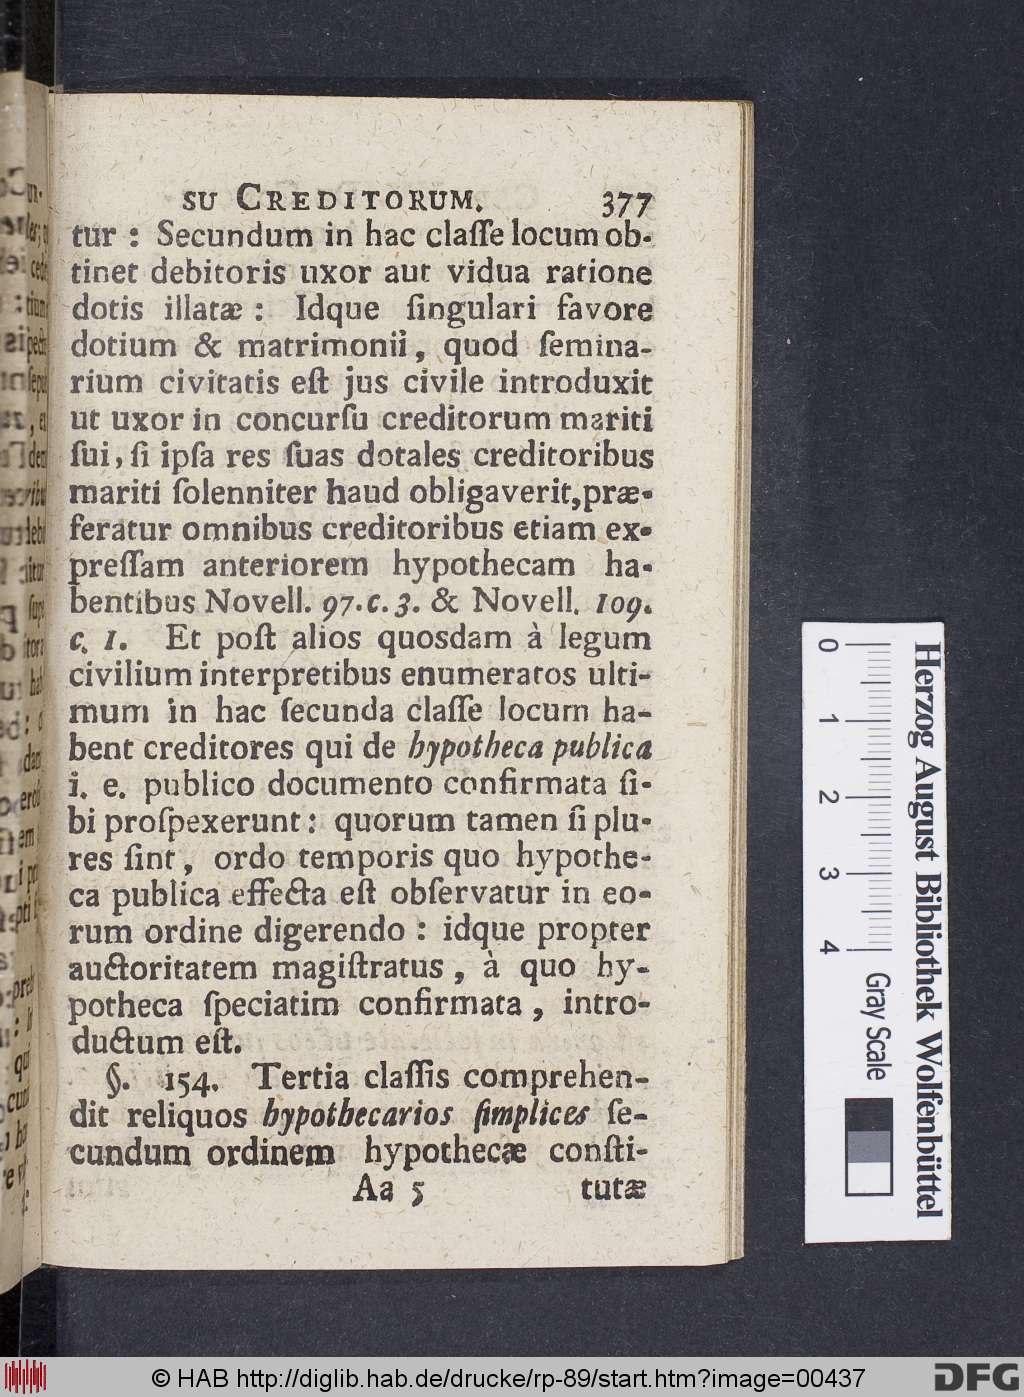 SU CREDITORUM. 377
tur : Secundum in hac claſſe locum ob-
tinet debitoris uxor aut vidua ratione
dotis illatæ : Idque ſingulari favore
dotium & matrimonii, quod ſemina-
rium civitatis eſt jus civile introduxit
ut uxor in concurſu creditorum mariti
ſui, ſi ipſa res ſuas dotales creditoribus
mariti ſolenniter haud obligaverit, præ-
feratur omnibus creditoribus etiam ex-
preſſam anteriorem hypothecam ha-
bentibus Novell. 97. c. 3. & Novell. 109.
c. 1. Et poſt alios quosdam à legum
civilium interpretibus enumeratos ulti-
mum in hac ſecunda claſſe locum ha-
bent creditores qui de hypotheca publica
i. e. publico documento confirmata ſi-
bi proſpexerunt : quorum tamen ſi plu-
res ſint, ordo temporis quo hypothe-
ca publica effecta eſt obſervatur in eo-
rum ordine digerendo : idque propter
auctoritatem magiſtratus, à quo hy-
potheca ſpeciatim confirmata, intro-
ductum eſt.
§. 154. Tertia claſſis comprehen-
dit reliquos hypothecarios ſimplices ſe-
cundum ordinem hypothecæ conſti-
Aa 5 tutæ
0 1 2 3 4
Gray Scale
Herzog August Bibliothek Wolfenbüttel
© HAB http://diglib.hab.de/drucke/rp-89/start.htm?image=00437
DFG